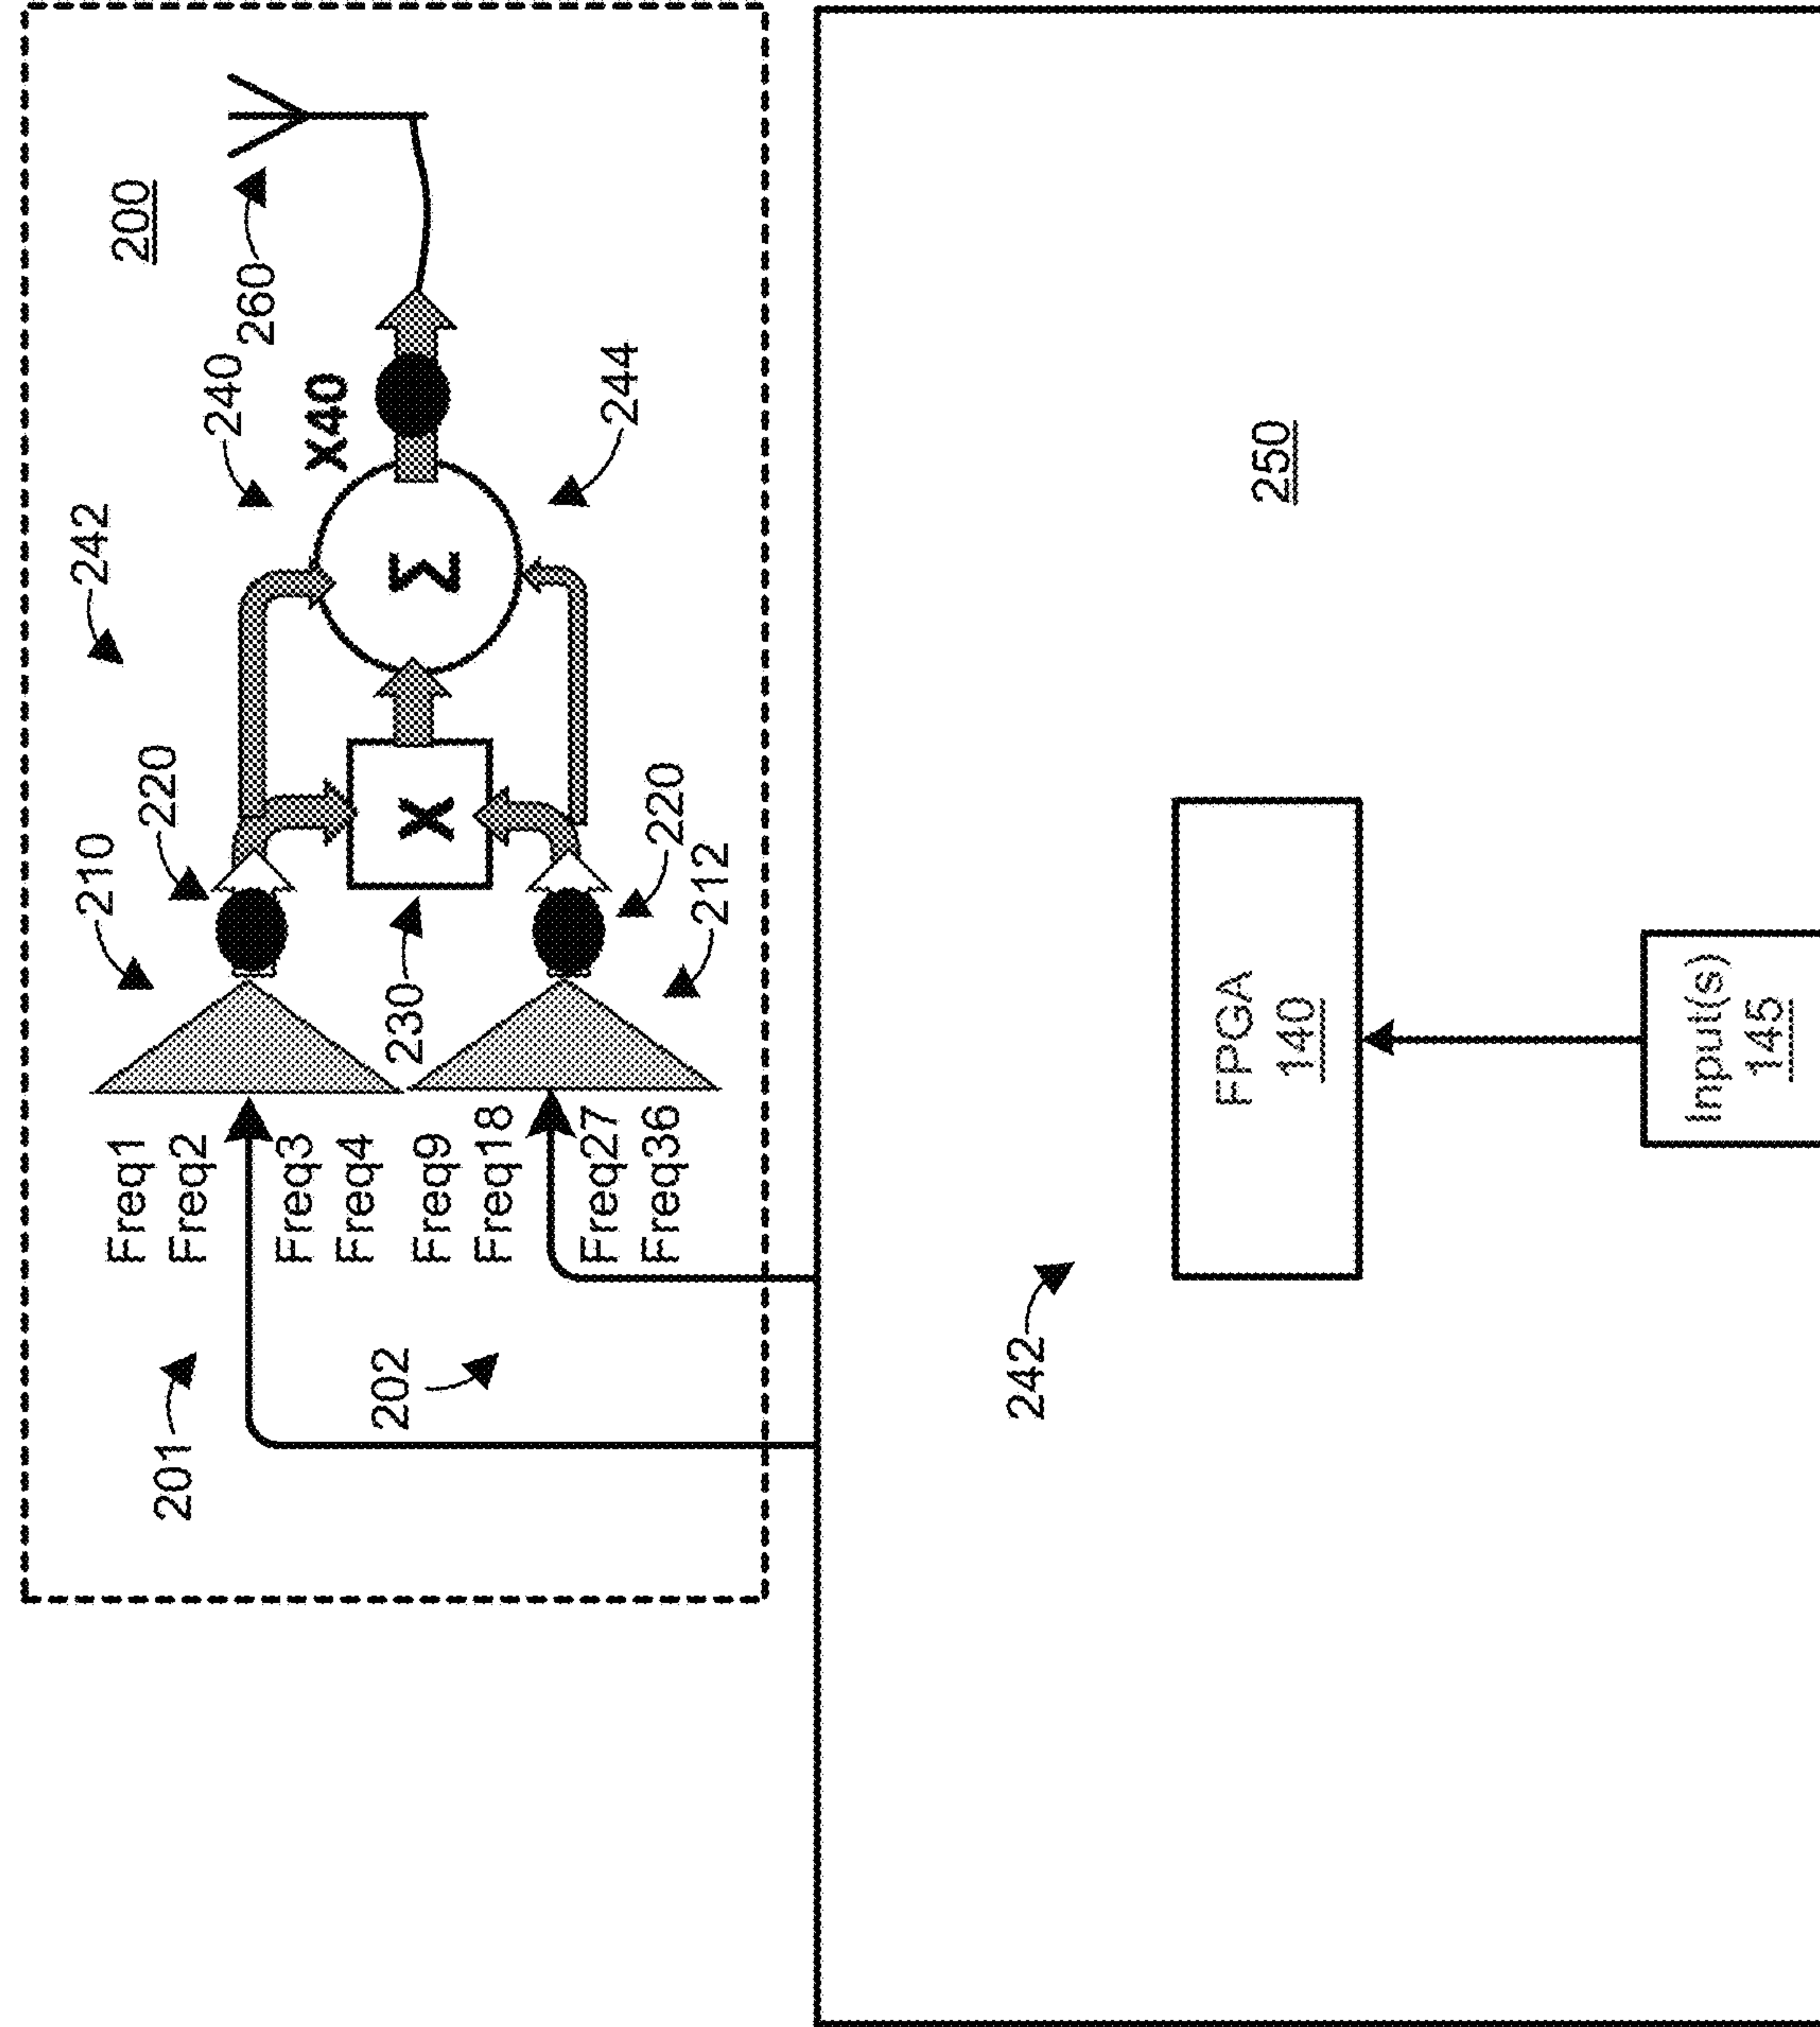 200
242
240
260
X40
244
Σ
210
220
X
230
220
212
Freq1
Freq2
Freq3
Freq4
Freq9
Freq18
Freq27
Freq36
201
202
250
242
FPGA
140
Input(s)
145